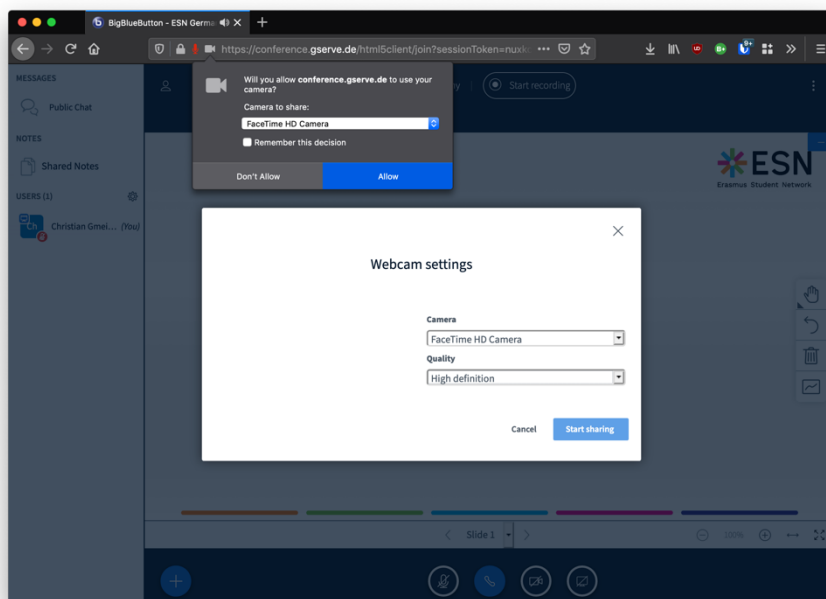 BigBlueButton - ESN Germa
https://conference.gserve.de/html5client/join?sessionToken=nuxk
Will you allow conference.gserve.de to use your
camera?
Camera to share:
FaceTime HD Camera
Remember this decision
Don't Allow
Allow
Start recording
MESSAGES
Public Chat
NOTES
Shared Notes
USERS (1)
Ch
Christian Gmei... (You)
ESN
Erasmus Student Network
Webcam settings
Camera
FaceTime HD Camera
Quality
High definition
Cancel
Start sharing
Slide 1
100%